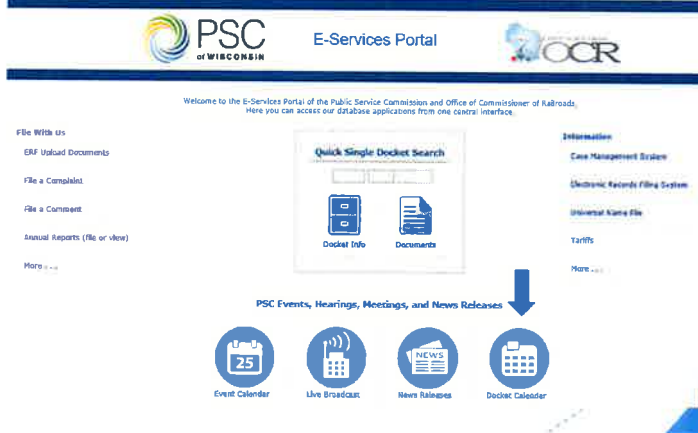 PSC
OF WISCONSIN
E-Services Portal
OCR
Welcome to the E-Services Portal of the Public Service Commission and Office of Commissioner of Railroads.
Here you can access our database applications from one central interface.
File With Us
ERF Upload Documents
File a Complaint
File a Comment
Annual Reports (file or view)
More ....
Quick Single Docket Search
Docket Info
Documents
Information
Case Management System
Electronic Records Filing System
Universal Name File
Tariffs
More ....
PSC Events, Hearings, Meetings, and News Releases
25
NEWS
Event Calendar
Live Broadcast
News Releases
Docket Calendar